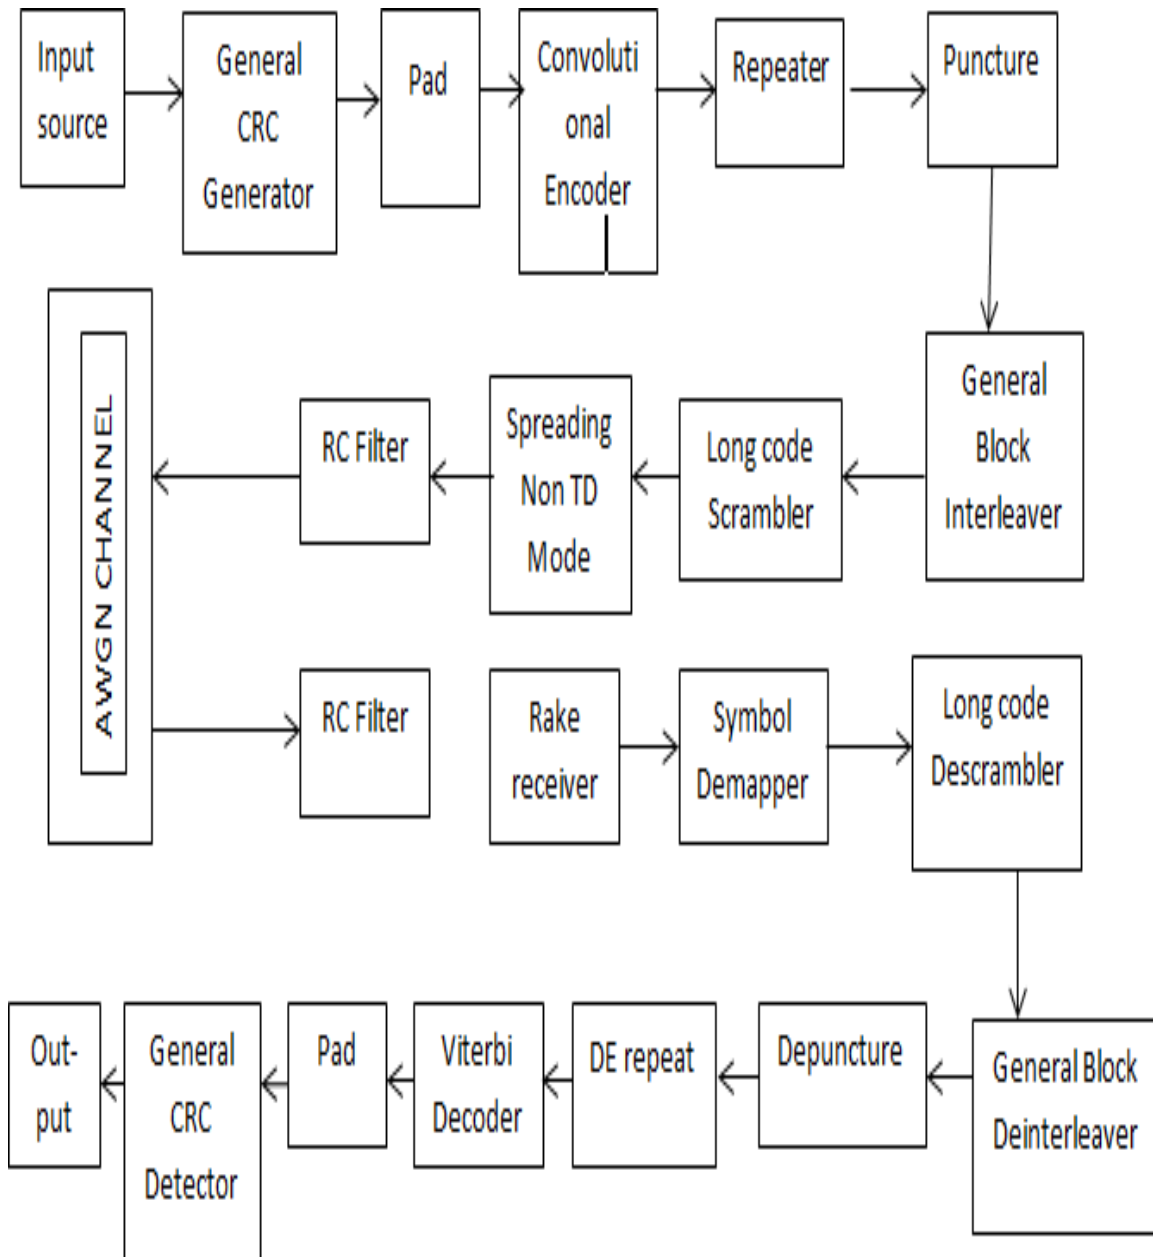 Input
source
General
CRC
Generator
Pad
Convoluti
onal
Encoder
Repeater
Puncture
General
Block
Interleaver
Long code
Scrambler
Spreading
Non TD
Mode
RC Filter
AWGN CHANNEL
RC Filter
Rake
receiver
Symbol
Demapper
Long code
Descrambler
General Block
Deinterleaver
Depuncture
DE repeat
Viterbi
Decoder
Pad
General
CRC
Detector
Out-
put